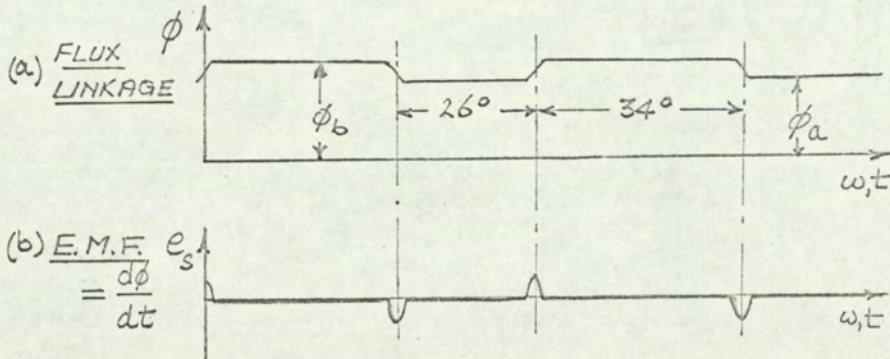 ϕ
(a) FLUX
LINKAGE
ϕb
26°
34°
ϕa
ω,t
(b) E.M.F. es
= dϕ
dt
ω,t